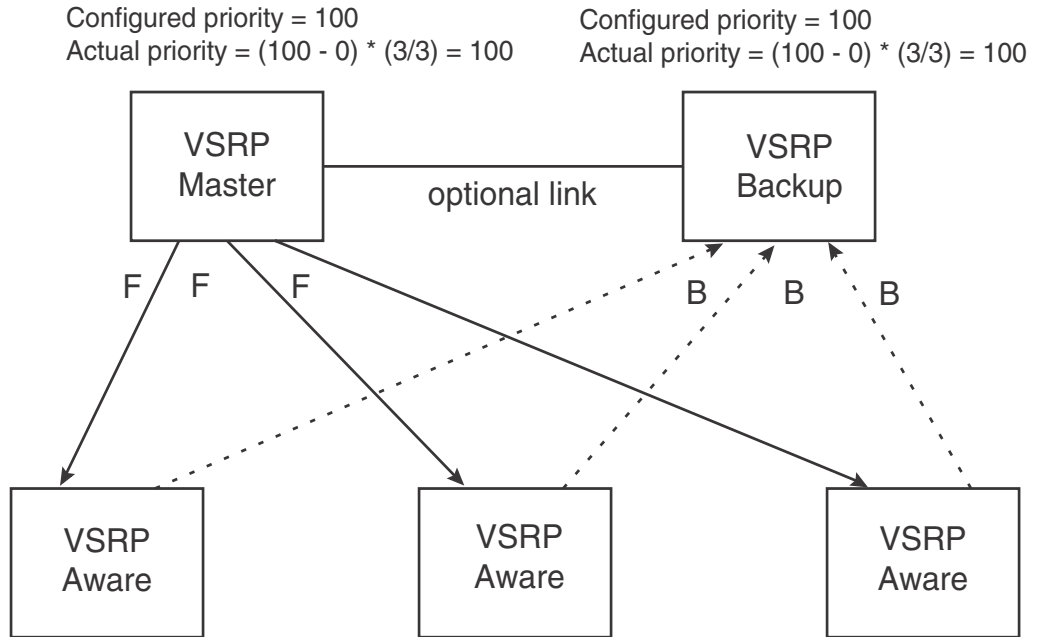 Configured priority = 100
Actual priority = (100 - 0) * (3/3) = 100
Configured priority = 100
Actual priority = (100 - 0) * (3/3) = 100
VSRP
Master
optional link
VSRP
Backup
F
F
F
B
B
B
VSRP
Aware
VSRP
Aware
VSRP
Aware